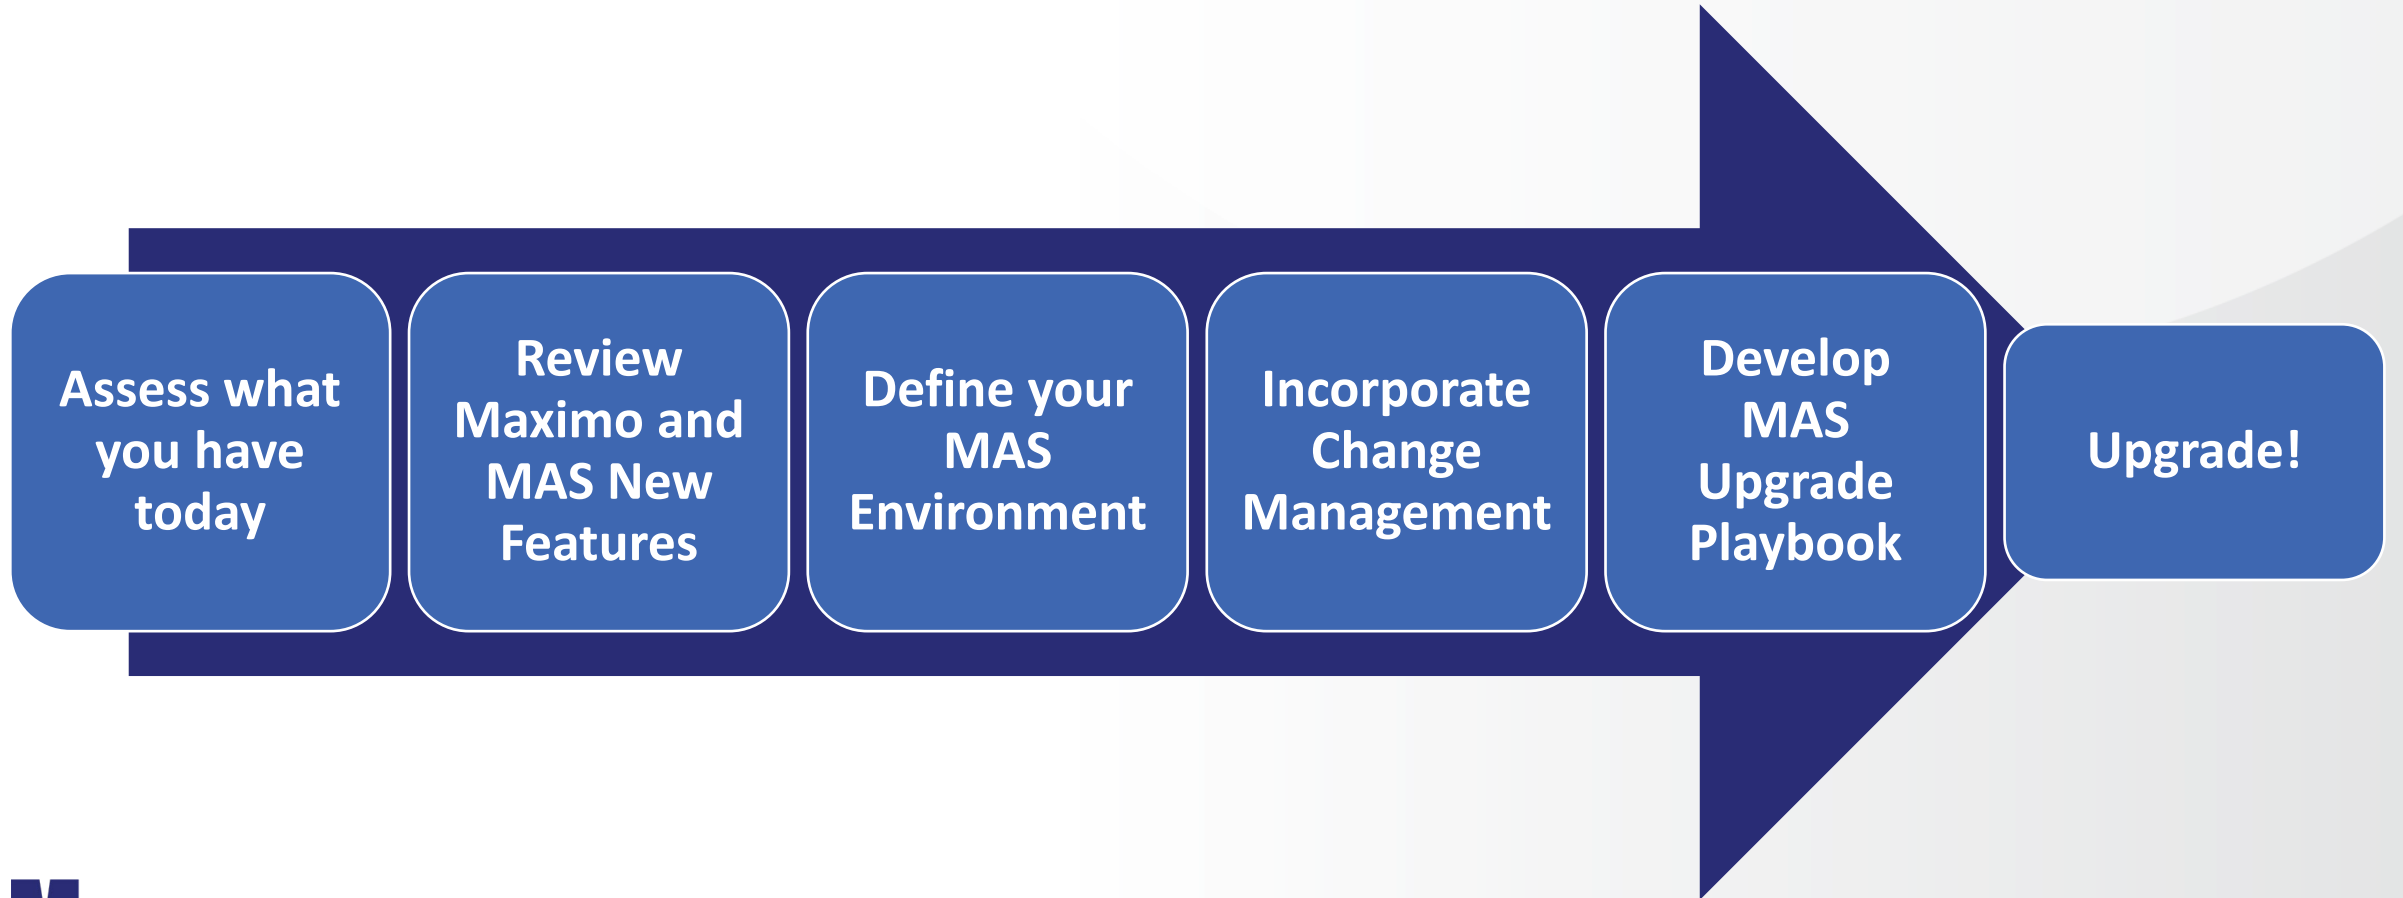 Assess what
you have
today
Review
Maximo and
MAS New
Features
Define your
MAS
Environment
Incorporate
Change
Management
Develop
MAS
Upgrade
Playbook
Upgrade!